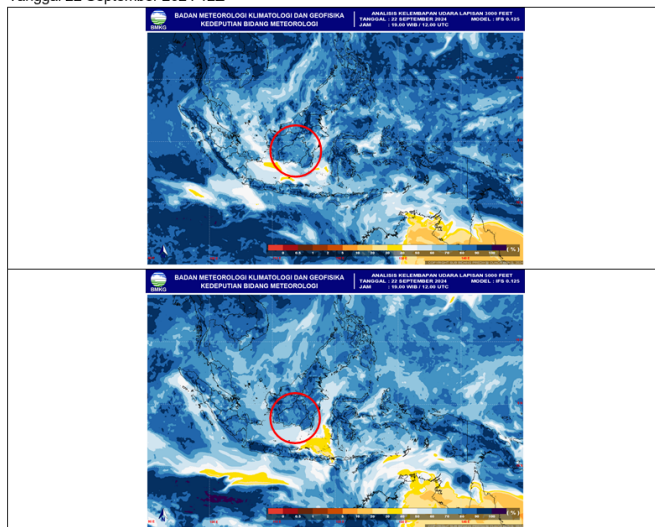 Tanggal 22 September 2024 12Z
BMKG
BADAN METEOROLOGI KLIMATOLOGI DAN GEOFISIKA
KEDEPUTIAN BIDANG METEOROLOGI
ANALISIS KELEMBAPAN UDARA LAPISAN 3000 FEET
TANGGAL : 22 SEPTEMBER 2024 MODEL : IFS 0.125
JAM : 19.00 WIB / 12.00 UTC
( % )
BMKG
BADAN METEOROLOGI KLIMATOLOGI DAN GEOFISIKA
KEDEPUTIAN BIDANG METEOROLOGI
ANALISIS KELEMBAPAN UDARA LAPISAN 5000 FEET
TANGGAL : 22 SEPTEMBER 2024 MODEL : IFS 0.125
JAM : 19.00 WIB / 12.00 UTC
( % )